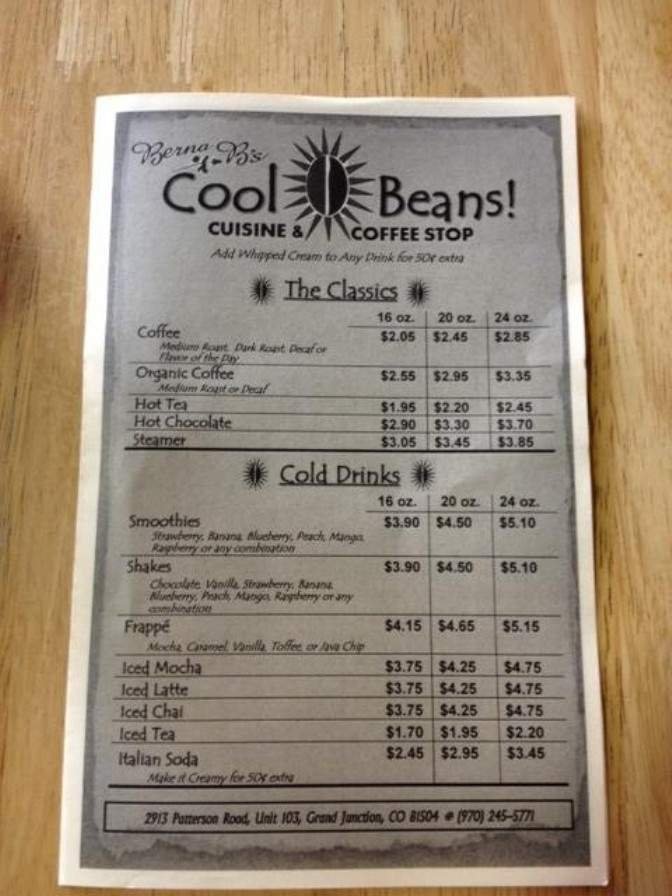 Berna B's
Cool Beans!
CUISINE & COFFEE STOP
Add Whipped Cream to Any Drink for 50¢ extra
The Classics
16 oz. 20 oz. 24 oz.
Coffee $2.05 $2.45 $2.85
Medium Roast, Dark Roast, Decaf or
Flavor of the Day
Organic Coffee $2.55 $2.95 $3.35
Medium Roast or Decaf
Hot Tea $1.95 $2.20 $2.45
Hot Chocolate $2.90 $3.30 $3.70
Steamer $3.05 $3.45 $3.85
Cold Drinks
16 oz. 20 oz. 24 oz.
Smoothies $3.90 $4.50 $5.10
Strawberry, Banana, Blueberry, Peach, Mango,
Raspberry or any combination
Shakes $3.90 $4.50 $5.10
Chocolate, Vanilla, Strawberry, Banana,
Blueberry, Peach, Mango, Raspberry or any
combination
Frappé $4.15 $4.65 $5.15
Mocha, Caramel, Vanilla, Toffee, or Java Chip
Iced Mocha $3.75 $4.25 $4.75
Iced Latte $3.75 $4.25 $4.75
Iced Chai $3.75 $4.25 $4.75
Iced Tea $1.70 $1.95 $2.20
Italian Soda $2.45 $2.95 $3.45
Make it Creamy for 50¢ extra
2913 Patterson Road, Unit 103, Grand Junction, CO 81504 (970) 245-5771